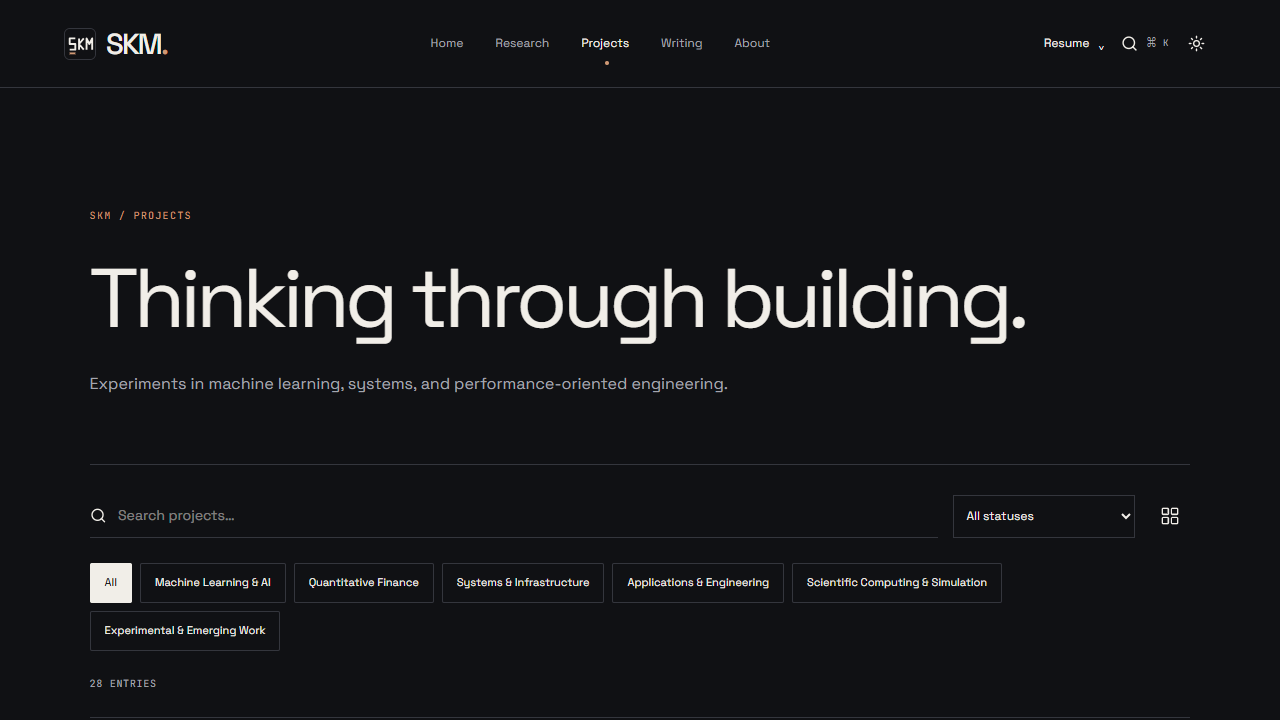 SKM SKM.
Home Research Projects Writing About
Resume ⌘ K
SKM / PROJECTS
Thinking through building.
Experiments in machine learning, systems, and performance-oriented engineering.
Search projects…
All statuses
All Machine Learning & AI Quantitative Finance Systems & Infrastructure Applications & Engineering Scientific Computing & Simulation
Experimental & Emerging Work
28 ENTRIES